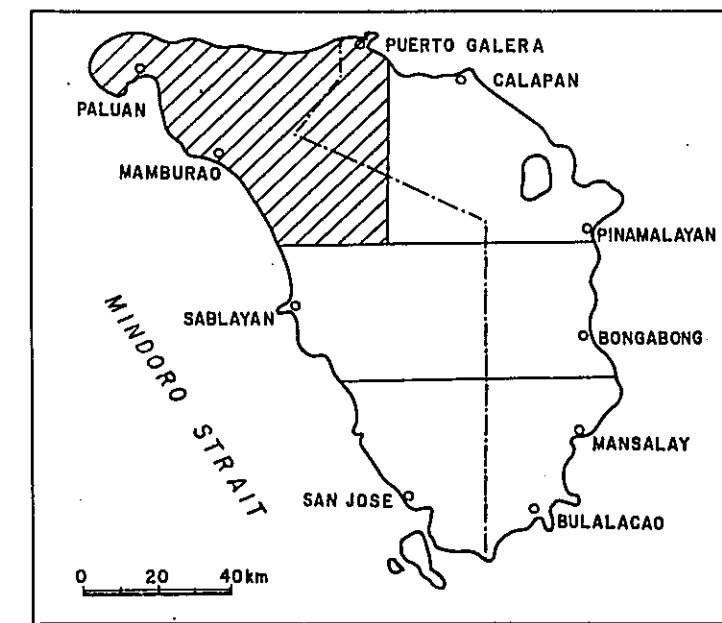 PUERTO GALERA
CALAPAN
PALUAN
MAMBURAO
PINAMALAYAN
SABLAYAN
BONGABONG
MINDORO STRAIT
MANSALAY
SAN JOSE
BULALACAO
0 20 40km